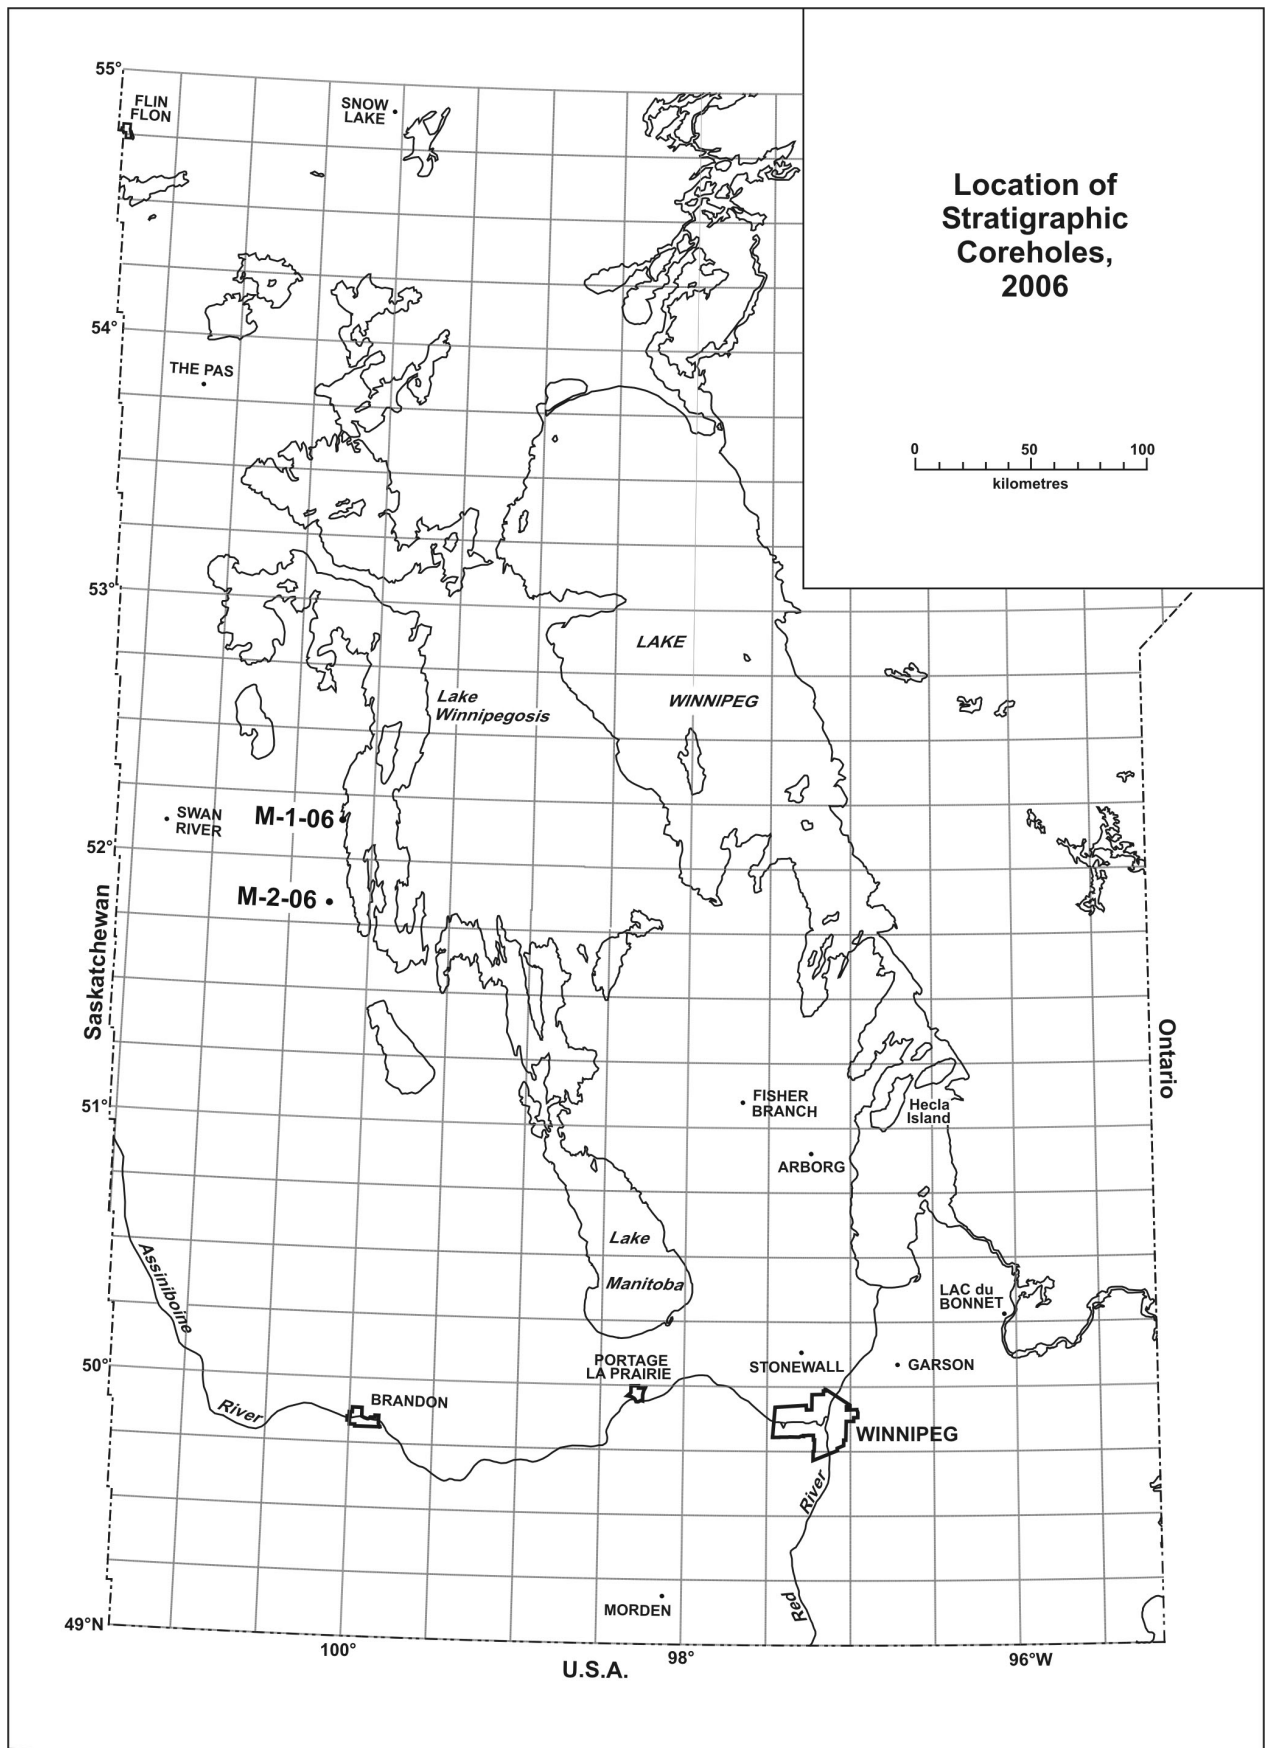 Location of
Stratigraphic
Coreholes,
2006
0 50 100
kilometres
55°
FLIN
FLON
SNOW
LAKE
54°
THE PAS
53°
LAKE
WINNIPEG
Lake
Winnipegosis
SWAN
RIVER
M-1-06
52°
M-2-06
Saskatchewan
Ontario
51°
FISHER
BRANCH
Hecla
Island
ARBORG
Lake
Manitoba
Assiniboine
River
LAC du
BONNET
50°
PORTAGE
LA PRAIRIE
STONEWALL
GARSON
BRANDON
WINNIPEG
River
Red
MORDEN
49°N
100°
98°
96°W
U.S.A.